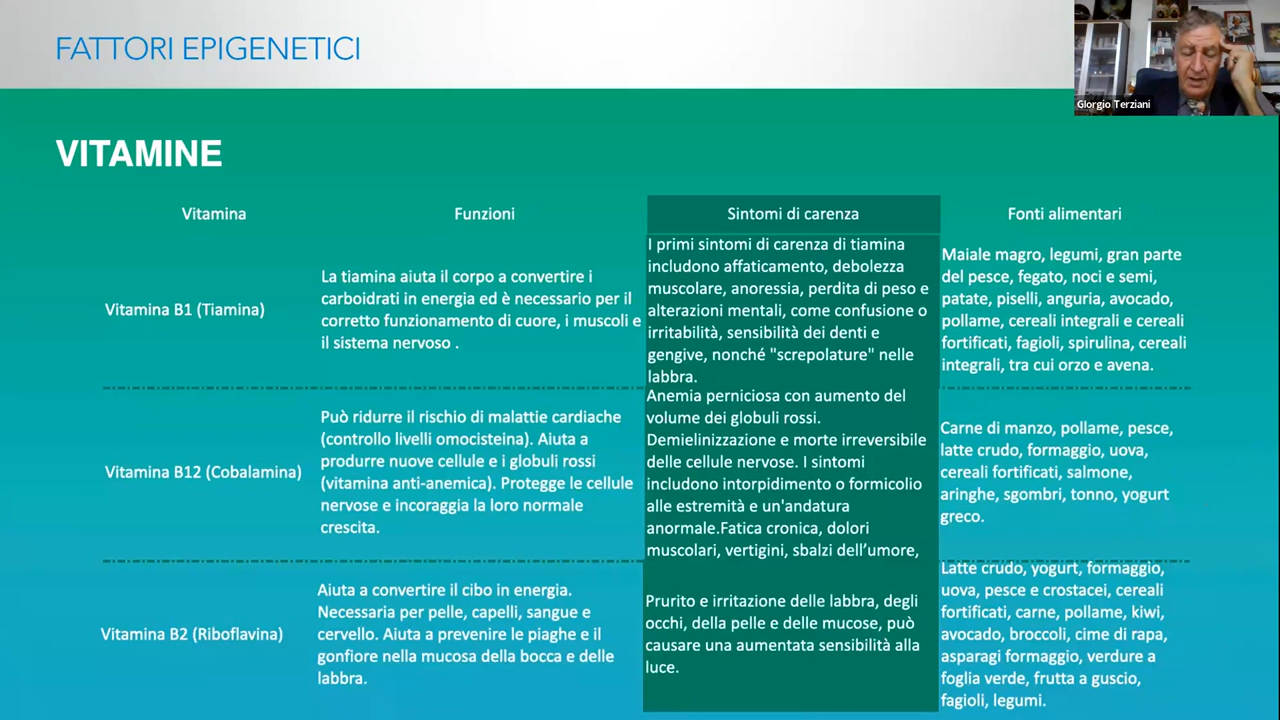 FATTORI EPIGENETICI
GIorgio Terziani
VITAMINE
Vitamina
Funzioni
Sintomi di carenza
Fonti alimentari
Vitamina B1 (Tiamina)
La tiamina aiuta il corpo a convertire i
carboidrati in energia ed è necessario per il
corretto funzionamento di cuore, i muscoli e
il sistema nervoso .
I primi sintomi di carenza di tiamina
includono affaticamento, debolezza
muscolare, anoressia, perdita di peso e
alterazioni mentali, come confusione o
irritabilità, sensibilità dei denti e
gengive, nonché "screpolature" nelle
labbra.
Maiale magro, legumi, gran parte
del pesce, fegato, noci e semi,
patate, piselli, anguria, avocado,
pollame, cereali integrali e cereali
fortificati, fagioli, spirulina, cereali
integrali, tra cui orzo e avena.
Vitamina B12 (Cobalamina)
Può ridurre il rischio di malattie cardiache
(controllo livelli omocisteina). Aiuta a
produrre nuove cellule e i globuli rossi
(vitamina anti-anemica). Protegge le cellule
nervose e incoraggia la loro normale
crescita.
Anemia perniciosa con aumento del
volume dei globuli rossi.
Demielinizzazione e morte irreversibile
delle cellule nervose. I sintomi
includono intorpidimento o formicolio
alle estremità e un'andatura
anormale.Fatica cronica, dolori
muscolari, vertigini, sbalzi dell’umore,
Carne di manzo, pollame, pesce,
latte crudo, formaggio, uova,
cereali fortificati, salmone,
aringhe, sgombri, tonno, yogurt
greco.
Vitamina B2 (Riboflavina)
Aiuta a convertire il cibo in energia.
Necessaria per pelle, capelli, sangue e
cervello. Aiuta a prevenire le piaghe e il
gonfiore nella mucosa della bocca e delle
labbra.
Prurito e irritazione delle labbra, degli
occhi, della pelle e delle mucose, può
causare una aumentata sensibilità alla
luce.
Latte crudo, yogurt, formaggio,
uova, pesce e crostacei, cereali
fortificati, carne, pollame, kiwi,
avocado, broccoli, cime di rapa,
asparagi formaggio, verdure a
foglia verde, frutta a guscio,
fagioli, legumi.